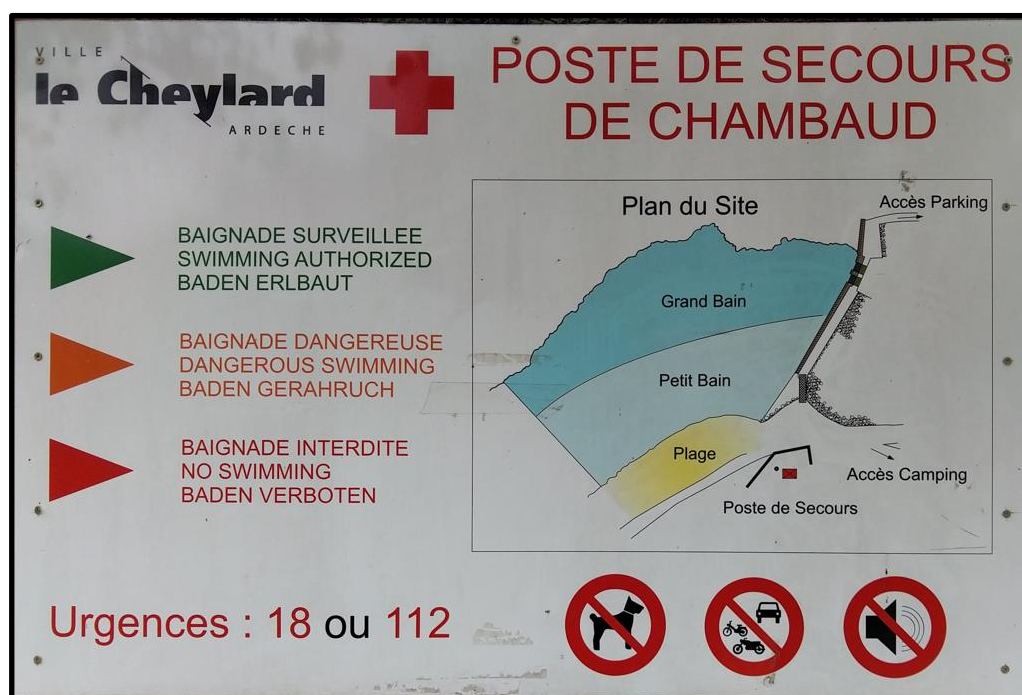 VILLE
le Cheylard
ARDECHE
POSTE DE SECOURS
DE CHAMBAUD
BAIGNADE SURVEILLEE
SWIMMING AUTHORIZED
BADEN ERLBAUT
BAIGNADE DANGEREUSE
DANGEROUS SWIMMING
BADEN GERAHRUCH
BAIGNADE INTERDITE
NO SWIMMING
BADEN VERBOTEN
Plan du Site
Accès Parking
Grand Bain
Petit Bain
Plage
Accès Camping
Poste de Secours
Urgences : 18 ou 112